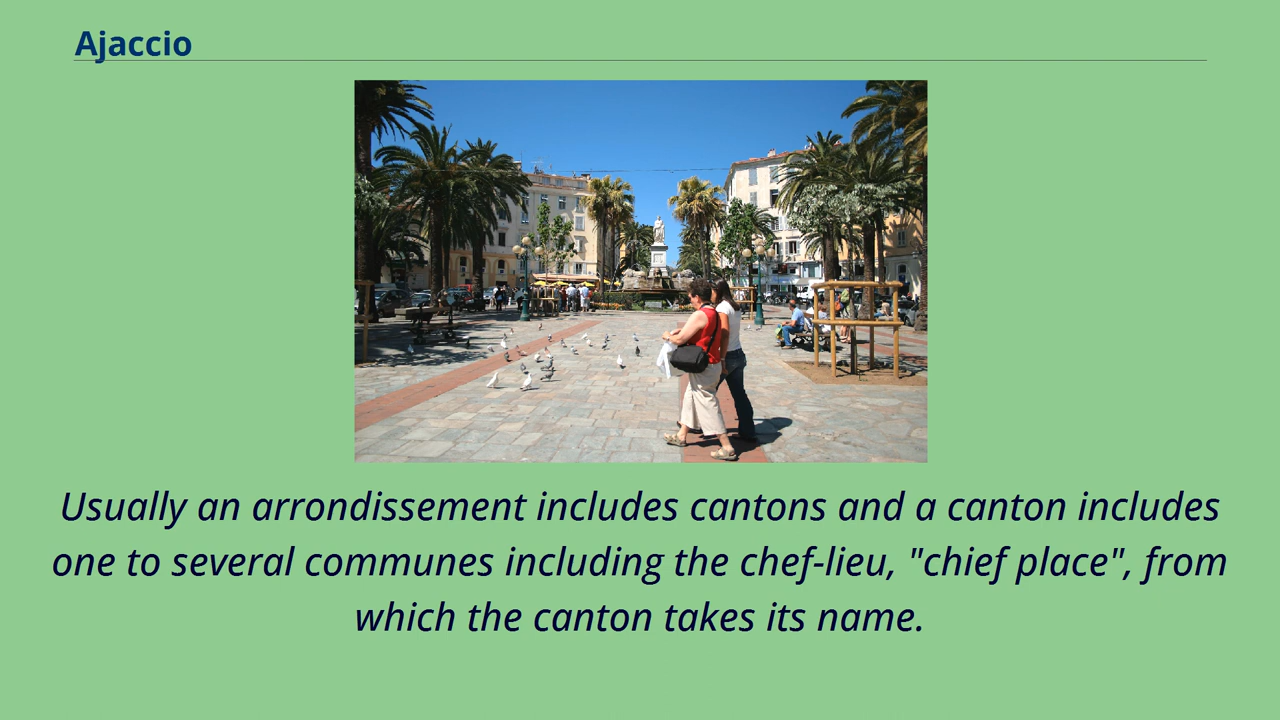 Ajaccio
Usually an arrondissement includes cantons and a canton includes
one to several communes including the chef-lieu, "chief place", from
which the canton takes its name.